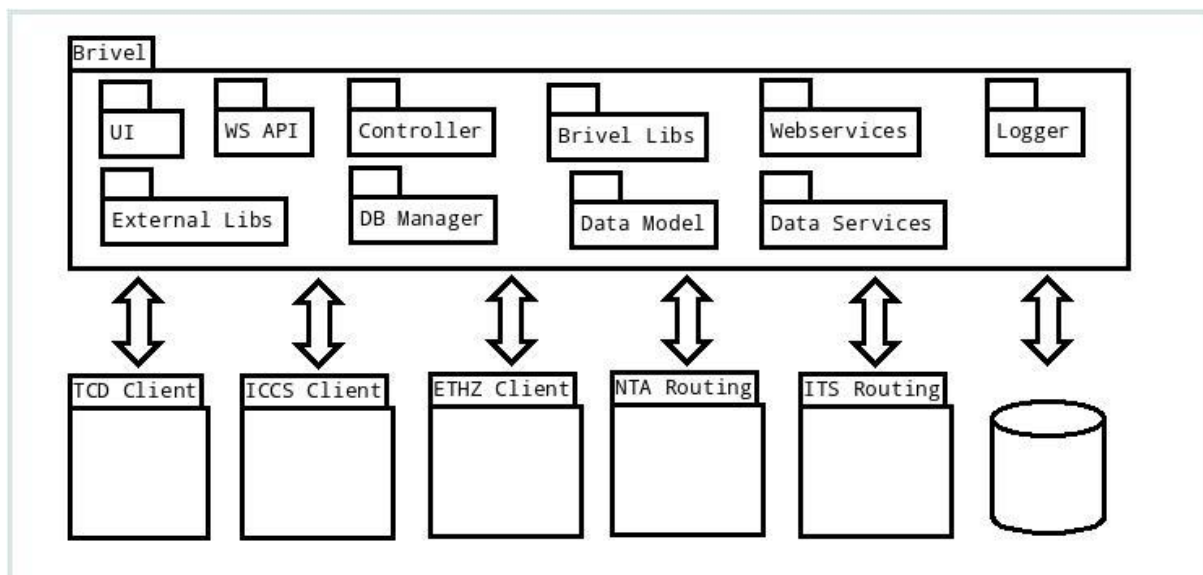 Brivel
UI
WS API
Controller
Brivel Libs
Webservices
Logger
External Libs
DB Manager
Data Model
Data Services
TCD Client
ICCS Client
ETHZ Client
NTA Routing
ITS Routing